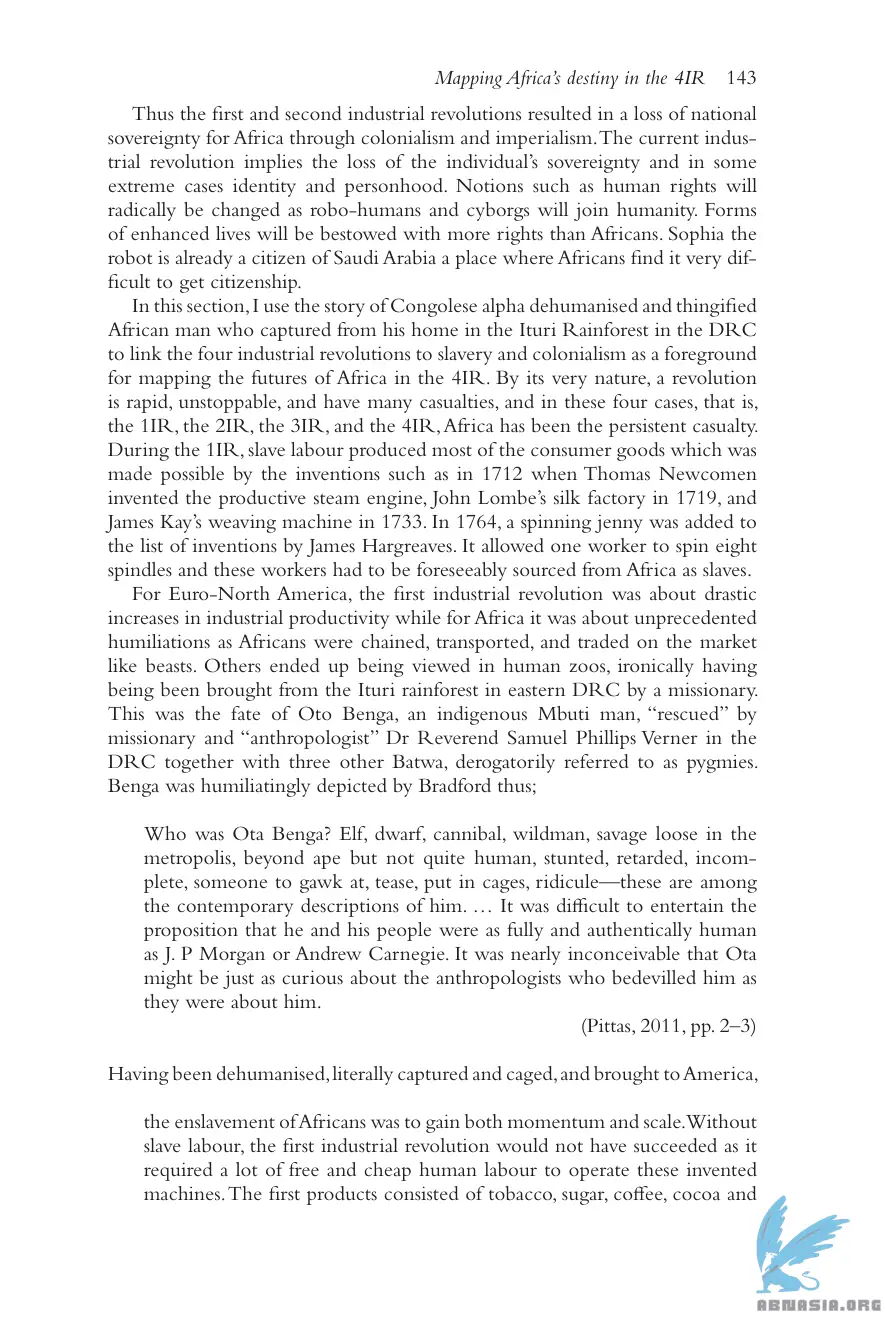 Mapping Africa's destiny in the 4IR 143
Thus the first and second industrial revolutions resulted in a loss of national
sovereignty for Africa through colonialism and imperialism. The current indus-
trial revolution implies the loss of the individual's sovereignty and in some
extreme cases identity and personhood. Notions such as human rights will
radically be changed as robo-humans and cyborgs will join humanity. Forms
of enhanced lives will be bestowed with more rights than Africans. Sophia the
robot is already a citizen of Saudi Arabia a place where Africans find it very dif-
ficult to get citizenship.
In this section, I use the story of Congolese alpha dehumanised and thingified
African man who captured from his home in the Ituri Rainforest in the DRC
to link the four industrial revolutions to slavery and colonialism as a foreground
for mapping the futures of Africa in the 4IR. By its very nature, a revolution
is rapid, unstoppable, and have many casualties, and in these four cases, that is,
the 1IR, the 2IR, the 3IR, and the 4IR, Africa has been the persistent casualty.
During the 1IR, slave labour produced most of the consumer goods which was
made possible by the inventions such as in 1712 when Thomas Newcomen
invented the productive steam engine, John Lombe's silk factory in 1719, and
James Kay's weaving machine in 1733. In 1764, a spinning jenny was added to
the list of inventions by James Hargreaves. It allowed one worker to spin eight
spindles and these workers had to be foreseeably sourced from Africa as slaves.
For Euro-North America, the first industrial revolution was about drastic
increases in industrial productivity while for Africa it was about unprecedented
humiliations as Africans were chained, transported, and traded on the market
like beasts. Others ended up being viewed in human zoos, ironically having
being been brought from the Ituri rainforest in eastern DRC by a missionary.
This was the fate of Oto Benga, an indigenous Mbuti man, "rescued" by
missionary and "anthropologist" Dr Reverend Samuel Phillips Verner in the
DRC together with three other Batwa, derogatorily referred to as pygmies.
Benga was humiliatingly depicted by Bradford thus;
Who was Ota Benga? Elf, dwarf, cannibal, wildman, savage loose in the
metropolis, beyond ape but not quite human, stunted, retarded, incom-
plete, someone to gawk at, tease, put in cages, ridicule—these are among
the contemporary descriptions of him. … It was difficult to entertain the
proposition that he and his people were as fully and authentically human
as J. P Morgan or Andrew Carnegie. It was nearly inconceivable that Ota
might be just as curious about the anthropologists who bedevilled him as
they were about him.
(Pittas, 2011, pp. 2–3)
Having been dehumanised, literally captured and caged, and brought to America,
the enslavement of Africans was to gain both momentum and scale. Without
slave labour, the first industrial revolution would not have succeeded as it
required a lot of free and cheap human labour to operate these invented
machines. The first products consisted of tobacco, sugar, coffee, cocoa and
ABNASIA.ORG